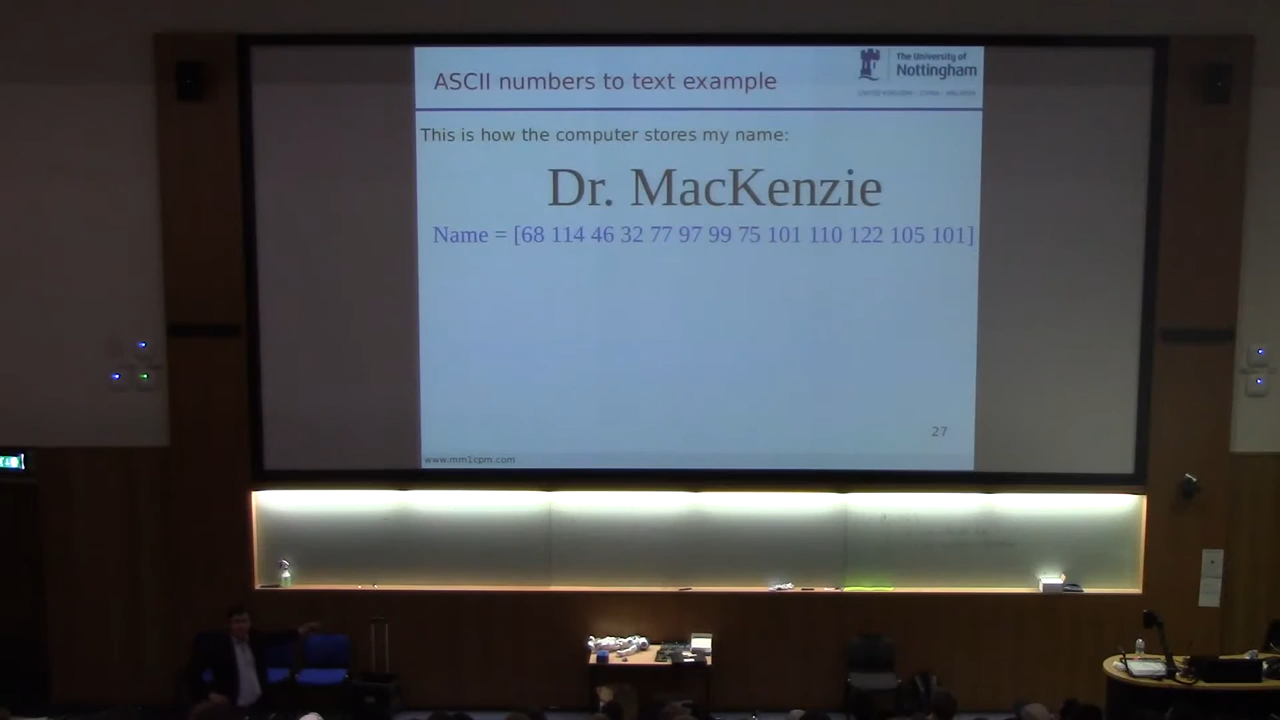 The University of
Nottingham
UNITED KINGDOM · CHINA · MALAYSIA
ASCII numbers to text example
This is how the computer stores my name:
Dr. MacKenzie
Name = [68 114 46 32 77 97 99 75 101 110 122 105 101]
27
www.mm1cpm.com